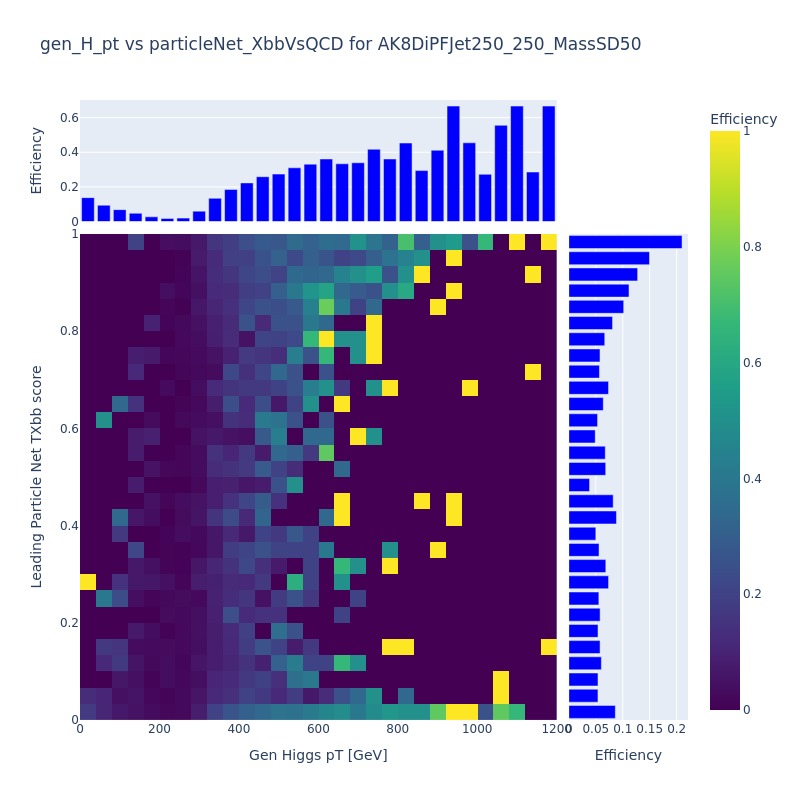 gen_H_pt vs particleNet_XbbVsQCD for AK8DiPFJet250_250_MassSD50
Efficiency
0.6
0.4
0.2
0
Efficiency
1
0.8
0.6
0.4
0.2
0
Leading Particle Net TXbb score
1
0.8
0.6
0.4
0.2
0
0 200 400 600 800 1000 1200
Gen Higgs pT [GeV]
0 0.05 0.1 0.15 0.2
Efficiency